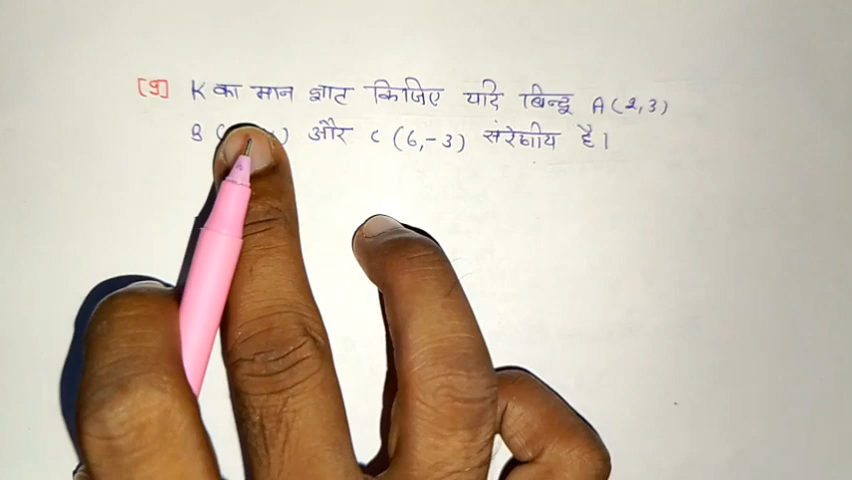 [9] K का मान ज्ञाट किजिए यदि बिन्दू A(2,3)
B ( ) और C (6,-3) संरेखीय है।